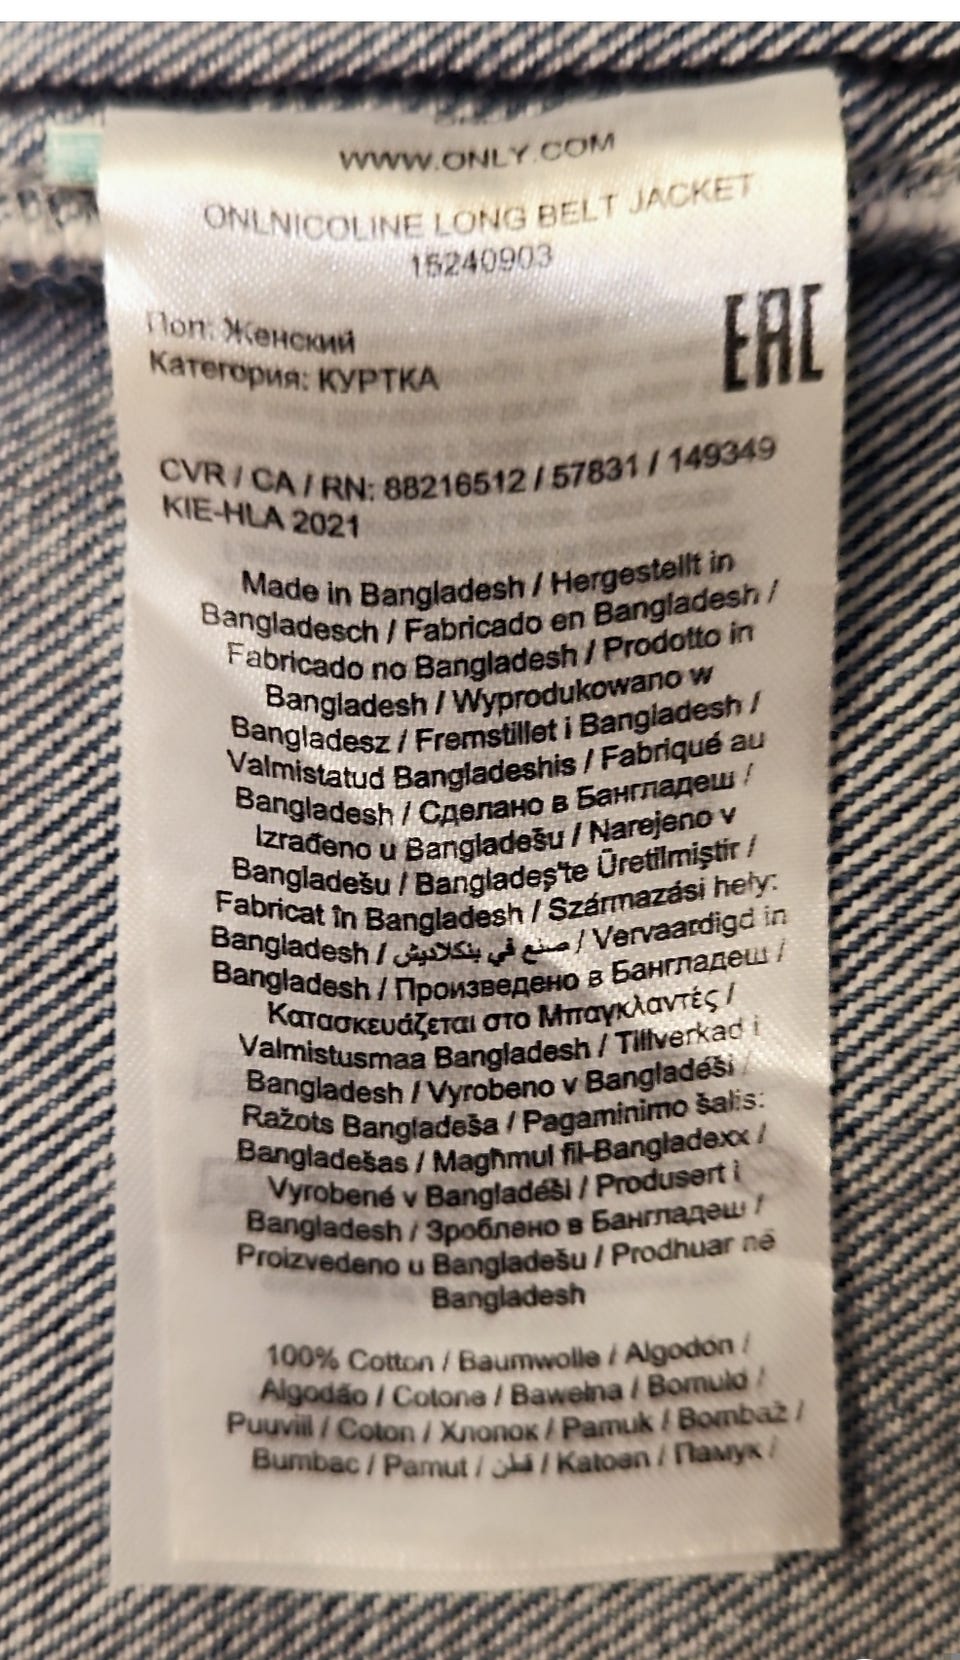 WWW.ONLY.COM
ONLNICOLINE LONG BELT JACKET
15240903
EAC
Пол: Женский
Категория: КУРТКА
CVR / CA / RN: 88216512 / 57831 / 149349
KIE-HLA 2021
Made in Bangladesh / Hergestellt in
Bangladesch / Fabricado en Bangladesh /
Fabricado no Bangladesh / Prodotto in
Bangladesh / Wyprodukowano w
Bangladesz / Fremstillet i Bangladesh /
Valmistatud Bangladeshis / Fabriqué au
Bangladesh / Сделано в Бангладеш /
Izrađeno u Bangladešu / Narejeno v
Bangladešu / Bangladeş'te Üretilmiştir /
Fabricat în Bangladesh / Származási hely:
Bangladesh / صنع في بنكلاديش / Vervaardigd in
Bangladesh / Произведено в Бангладеш /
Κατασκευάζεται στο Μπαγκλαντές /
Valmistusmaa Bangladesh / Tillverkad i
Bangladesh / Vyrobeno v Bangladéši /
Ražots Bangladeša / Pagaminimo šalis:
Bangladešas / Magħmul fil-Bangladexx /
Vyrobené v Bangladéši / Produsert i
Bangladesh / Зроблено в Бангладеш /
Proizvedeno u Bangladešu / Prodhuar në
Bangladesh
100% Cotton / Baumwolle / Algodón /
Algodão / Cotone / Bawełna / Bomuld /
Puuvill / Coton / Хлопок / Pamuk / Bombaž /
Bumbac / Pamut / قطن / Katoen / Памук /